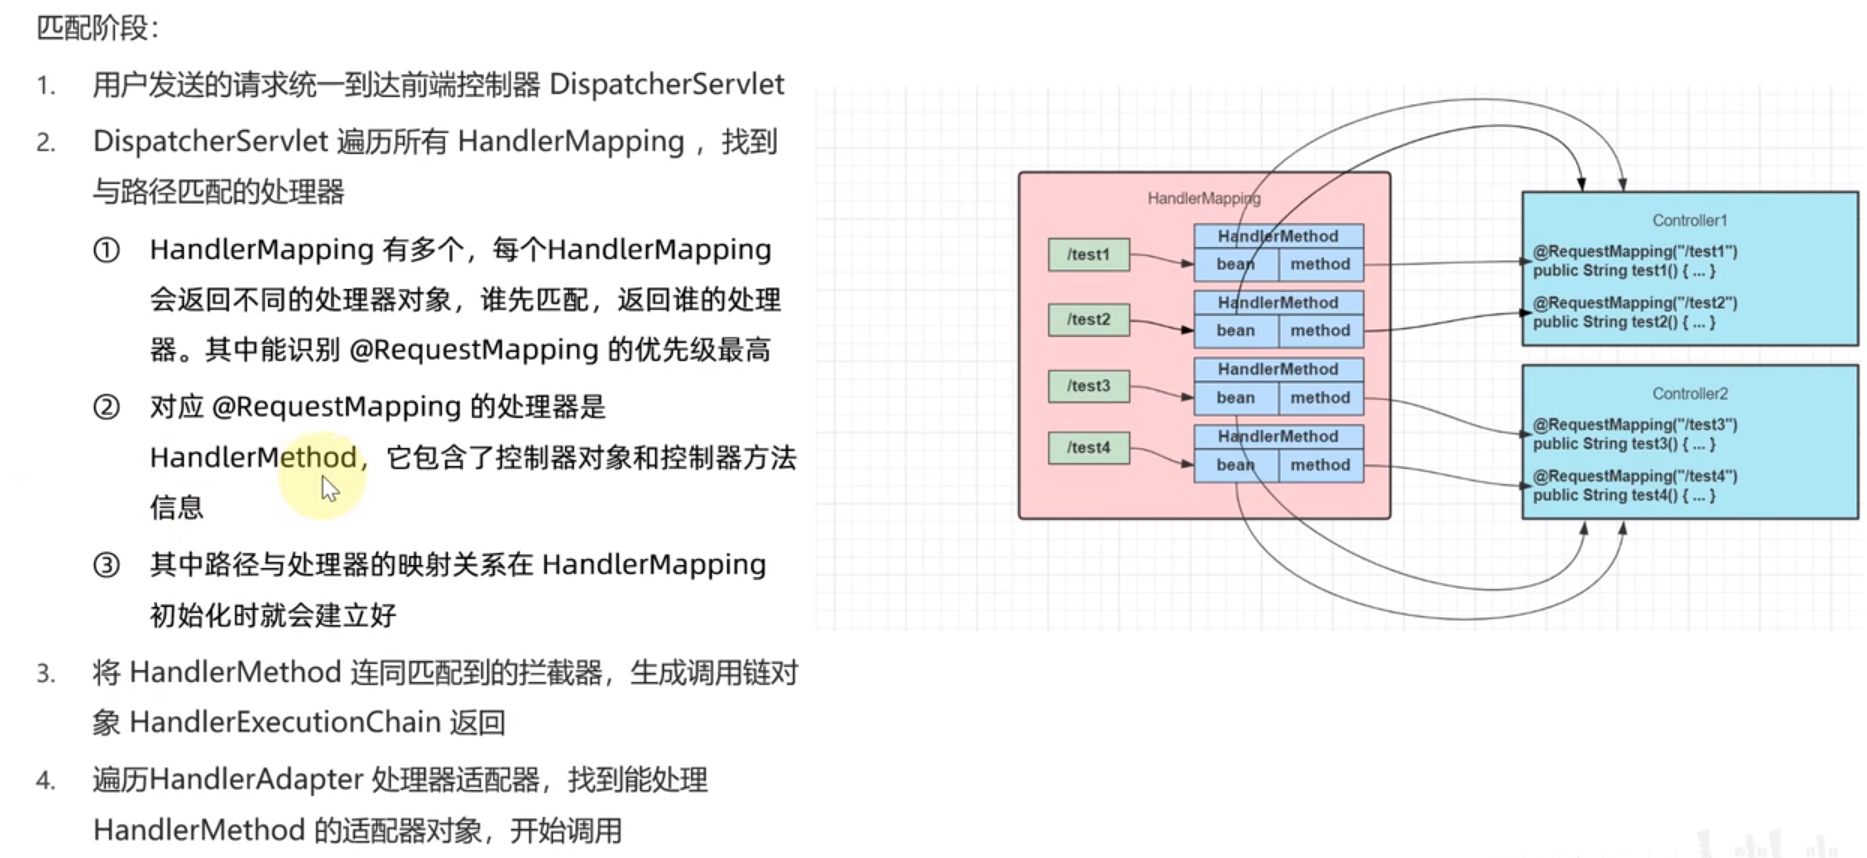 匹配阶段：
1. 用户发送的请求统一到达前端控制器 DispatcherServlet
2. DispatcherServlet 遍历所有 HandlerMapping ，找到
与路径匹配的处理器
① HandlerMapping 有多个，每个HandlerMapping
会返回不同的处理器对象，谁先匹配，返回谁的处理
器。其中能识别 @RequestMapping 的优先级最高
② 对应 @RequestMapping 的处理器是
HandlerMethod，它包含了控制器对象和控制器方法
信息
③ 其中路径与处理器的映射关系在 HandlerMapping
初始化时就会建立好
3. 将 HandlerMethod 连同匹配到的拦截器，生成调用链对
象 HandlerExecutionChain 返回
4. 遍历HandlerAdapter 处理器适配器，找到能处理
HandlerMethod 的适配器对象，开始调用
HandlerMapping
/test1
HandlerMethod
bean method
/test2
HandlerMethod
bean method
/test3
HandlerMethod
bean method
/test4
HandlerMethod
bean method
Controller1
@RequestMapping("/test1")
public String test1() { ... }
@RequestMapping("/test2")
public String test2() { ... }
Controller2
@RequestMapping("/test3")
public String test3() { ... }
@RequestMapping("/test4")
public String test4() { ... }